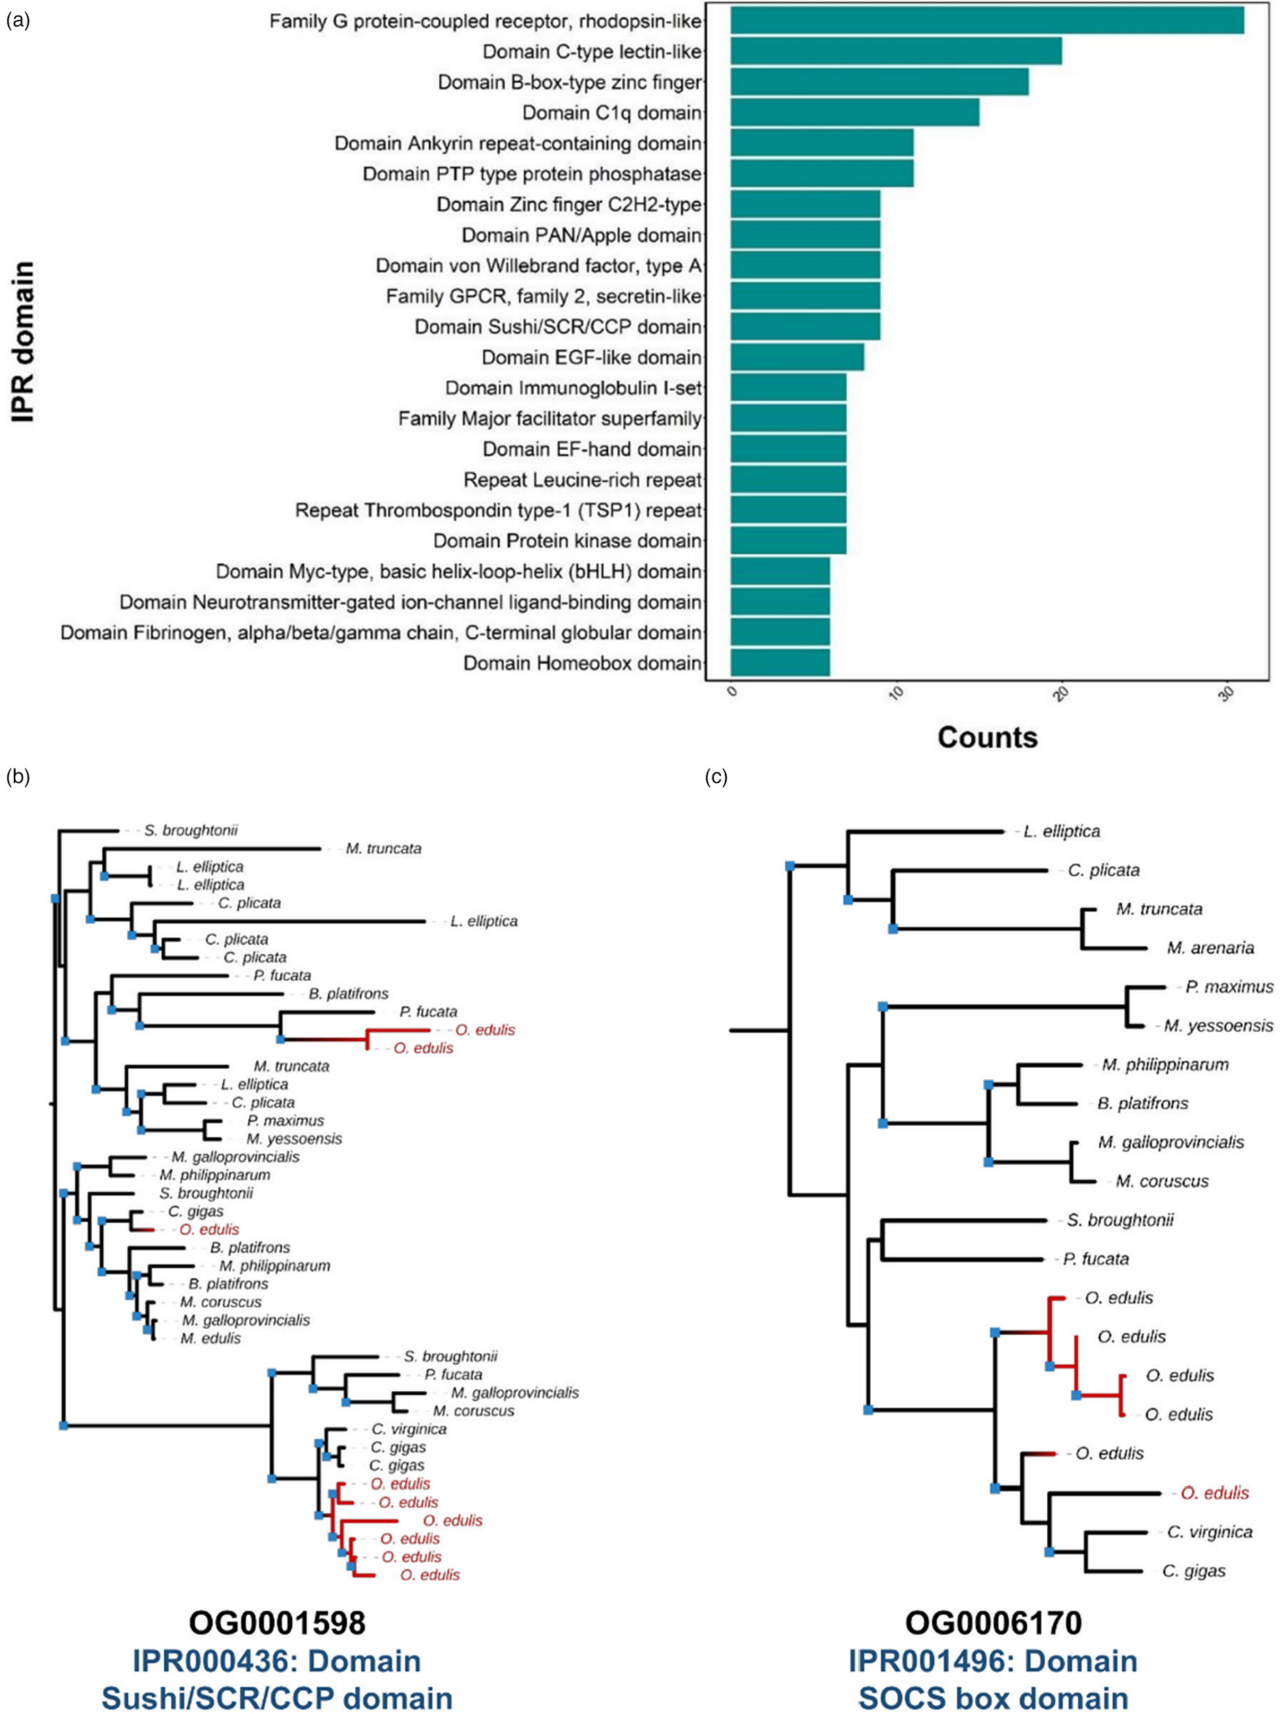 (a)
Family G protein-coupled receptor, rhodopsin-like
Domain C-type lectin-like
Domain B-box-type zinc finger
Domain C1q domain
Domain Ankyrin repeat-containing domain
Domain PTP type protein phosphatase
Domain Zinc finger C2H2-type
Domain PAN/Apple domain
Domain von Willebrand factor, type A
Family GPCR, family 2, secretin-like
Domain Sushi/SCR/CCP domain
Domain EGF-like domain
Domain Immunoglobulin I-set
Family Major facilitator superfamily
Domain EF-hand domain
Repeat Leucine-rich repeat
Repeat Thrombospondin type-1 (TSP1) repeat
Domain Protein kinase domain
Domain Myc-type, basic helix-loop-helix (bHLH) domain
Domain Neurotransmitter-gated ion-channel ligand-binding domain
Domain Fibrinogen, alpha/beta/gamma chain, C-terminal globular domain
Domain Homeobox domain
IPR domain
0 10 20 30
Counts
(b)
S. broughtonii
M. truncata
L. elliptica
L. elliptica
C. plicata
L. elliptica
C. plicata
C. plicata
P. fucata
B. platifrons
P. fucata
O. edulis
O. edulis
M. truncata
L. elliptica
C. plicata
P. maximus
M. yessoensis
M. galloprovincialis
M. philippinarum
S. broughtonii
C. gigas
O. edulis
B. platifrons
M. philippinarum
B. platifrons
M. coruscus
M. galloprovincialis
M. edulis
S. broughtonii
P. fucata
M. galloprovincialis
M. coruscus
C. virginica
C. gigas
C. gigas
O. edulis
O. edulis
O. edulis
O. edulis
O. edulis
O. edulis
OG0001598
IPR000436: Domain
Sushi/SCR/CCP domain
(c)
L. elliptica
C. plicata
M. truncata
M. arenaria
P. maximus
M. yessoensis
M. philippinarum
B. platifrons
M. galloprovincialis
M. coruscus
S. broughtonii
P. fucata
O. edulis
O. edulis
O. edulis
O. edulis
O. edulis
O. edulis
C. virginica
C. gigas
OG0006170
IPR001496: Domain
SOCS box domain